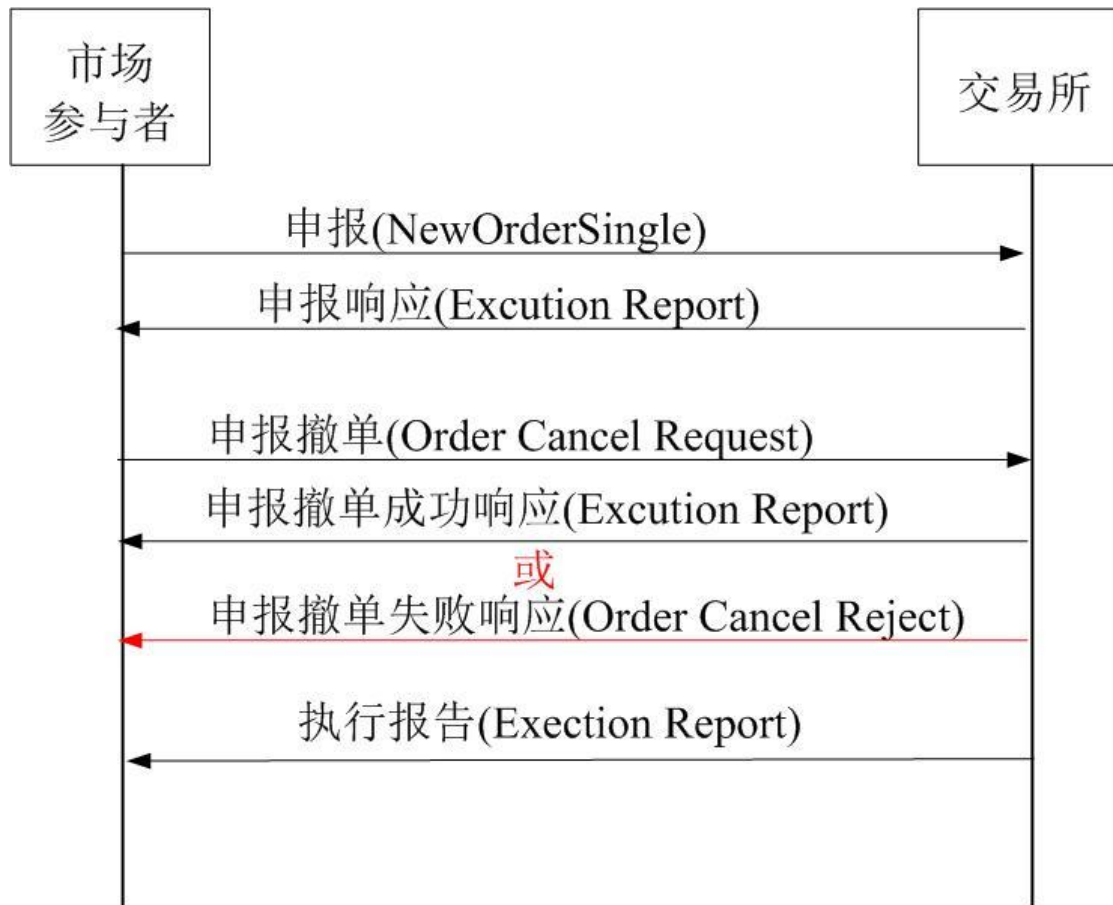 市场
参与者
交易所
申报(NewOrderSingle)
申报响应(Excution Report)
申报撤单(Order Cancel Request)
申报撤单成功响应(Excution Report)
或
申报撤单失败响应(Order Cancel Reject)
执行报告(Exection Report)